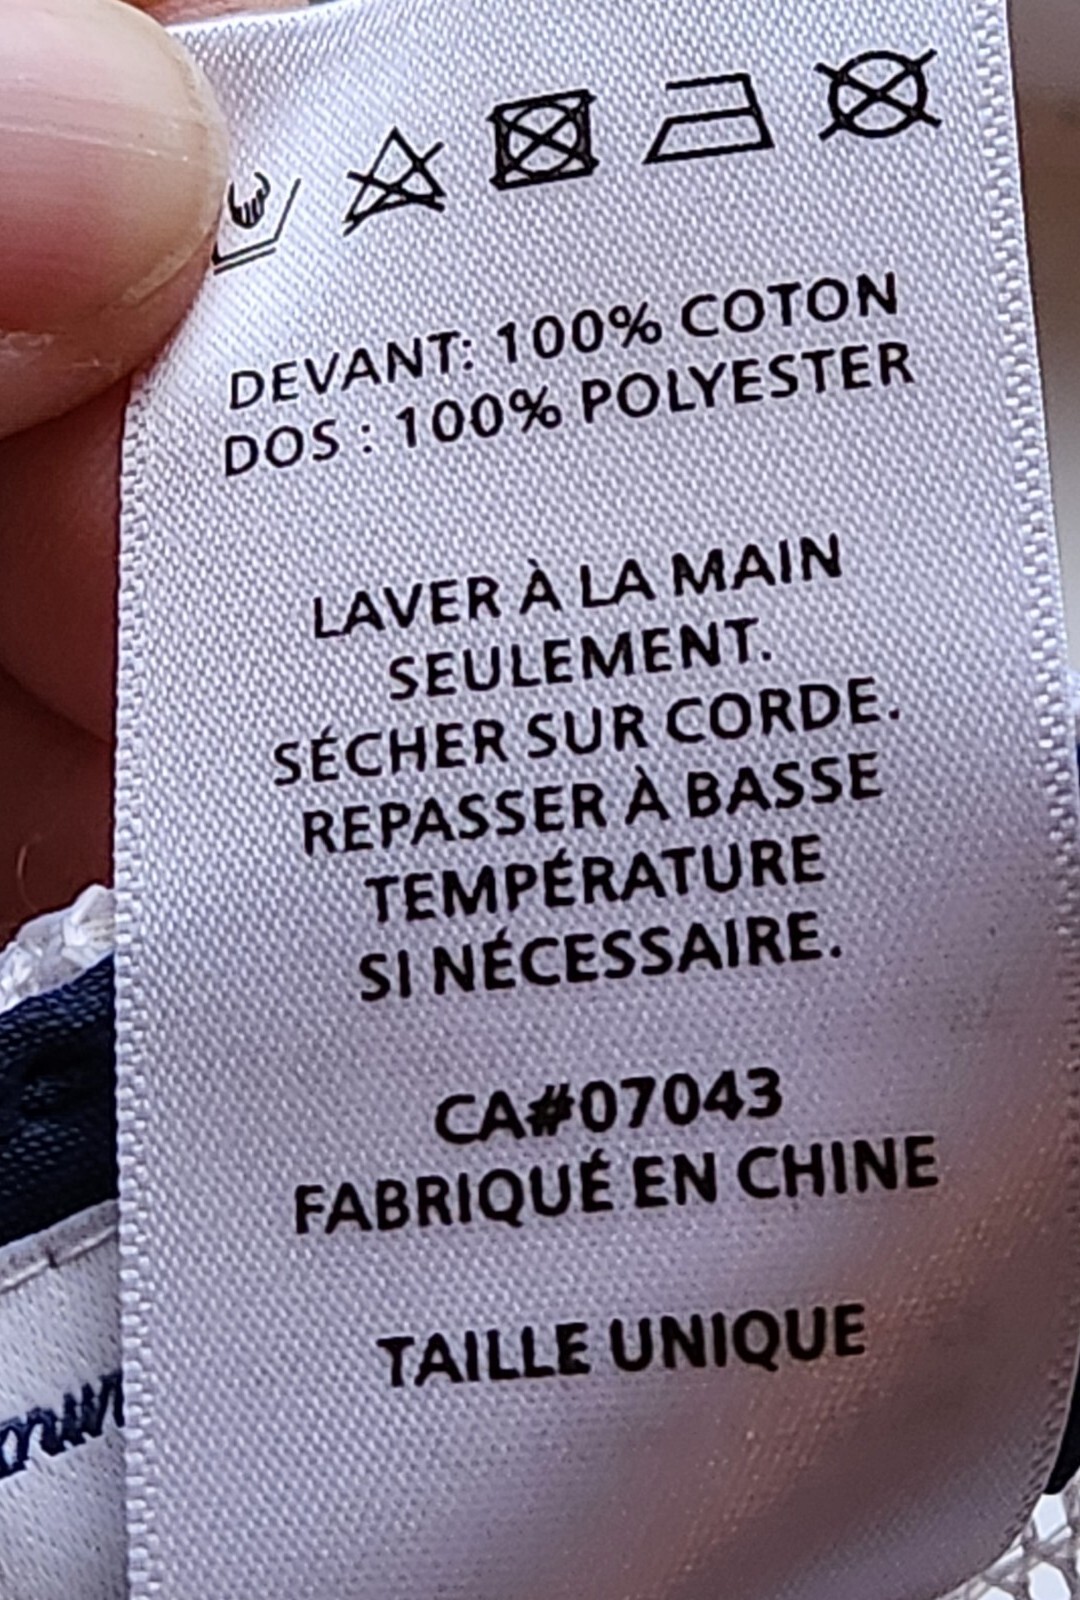 DEVANT: 100% COTON
DOS : 100% POLYESTER
LAVER À LA MAIN
SEULEMENT.
SÉCHER SUR CORDE.
REPASSER À BASSE
TEMPÉRATURE
SI NÉCESSAIRE.
CA#07043
FABRIQUÉ EN CHINE
TAILLE UNIQUE